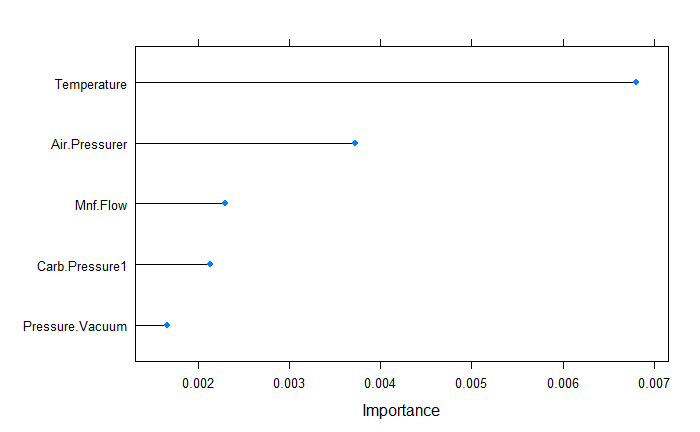 Temperature
Air.Pressurer
Mnf.Flow
Carb.Pressure1
Pressure.Vacuum
0.002 0.003 0.004 0.005 0.006 0.007
Importance